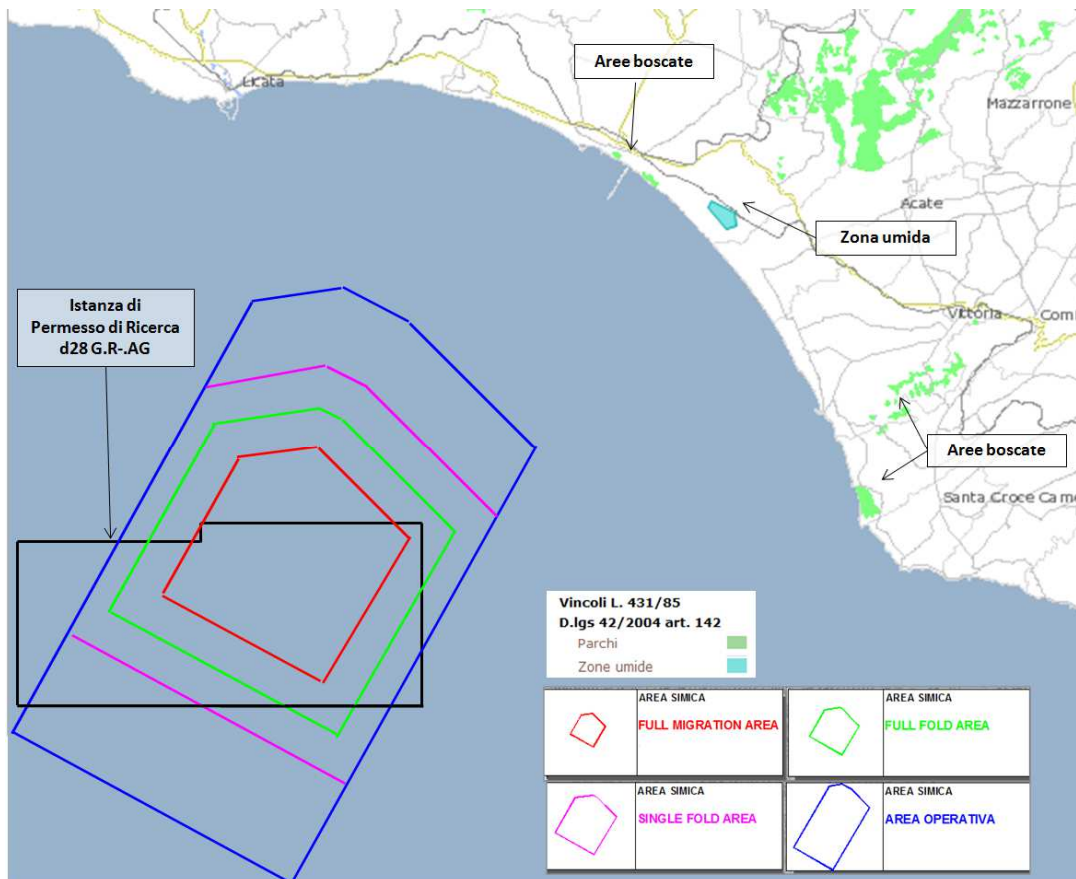 Aree boscate
Licata
Mazzarrone
Acate
Zona umida
Istanza di
Permesso di Ricerca
d28 G.R-.AG
Vittoria
Comi
Aree boscate
Santa Croce Came
Vincoli L. 431/85
D.lgs 42/2004 art. 142
Parchi
Zone umide
AREA SIMICA
FULL MIGRATION AREA
AREA SIMICA
FULL FOLD AREA
AREA SIMICA
SINGLE FOLD AREA
AREA SIMICA
AREA OPERATIVA